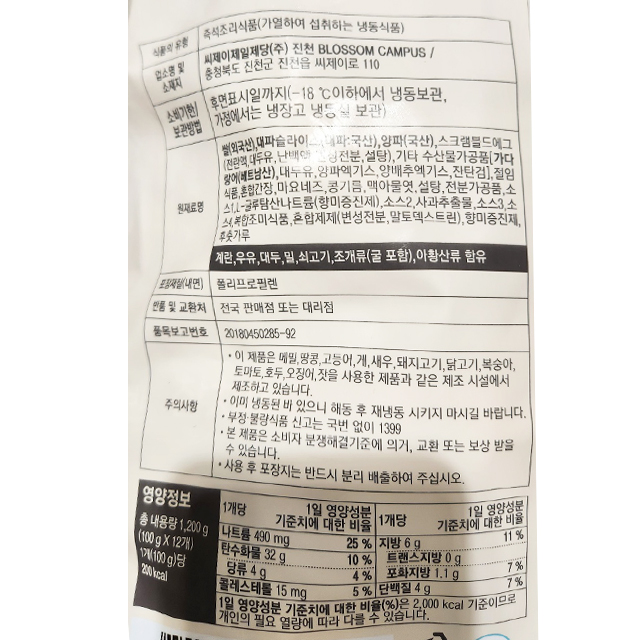 식품의 유형
즉석조리식품(가열하여 섭취하는 냉동식품)
업소명 및
소재지
씨제이제일제당(주) 진천 BLOSSOM CAMPUS /
충청북도 진천군 진천읍 씨제이로 110
소비기한/
보관방법
후면표시일까지(-18 ℃이하에서 냉동보관,
가정에서는 냉장고 냉동실 보관)
원재료명
쌀(외국산),대파슬라이스(대파:국산),양파(국산),스크램블드에그
(전란액,대두유,난백액,전분,설탕),기타 수산물가공품[가다
랑어(베트남산),대두유,양파엑기스,양배추엑기스,잔탄검],절임
식품,혼합간장,마요네즈,콩기름,맥아물엿,설탕,전분가공품,소
스1,L-글루탐산나트륨(향미증진제),소스2,사과추출물,소스3,소
스4,복합조미식품,혼합제제(변성전분,말토덱스트린),향미증진제,
후춧가루
계란,우유,대두,밀,쇠고기,조개류(굴 포함),아황산류 함유
포장재질(내면)
폴리프로필렌
반품 및 교환처
전국 판매점 또는 대리점
품목보고번호
20180450285-92
주의사항
• 이 제품은 메밀,땅콩,고등어,게,새우,돼지고기,닭고기,복숭아,
토마토,호두,오징어,잣을 사용한 제품과 같은 제조 시설에서
제조하고 있습니다.
• 이미 냉동된 바 있으니 해동 후 재냉동 시키지 마시길 바랍니다.
• 부정·불량식품 신고는 국번 없이 1399
• 본 제품은 소비자 분쟁해결기준에 의거, 교환 또는 보상 받을
수 있습니다.
• 사용 후 포장지는 반드시 분리 배출하여 주십시오.
영양정보
총 내용량 1,200 g
(100 g X 12개)
1개(100 g)당
200 kcal
1개당 1일 영양성분 기준치에 대한 비율
1개당 1일 영양성분 기준치에 대한 비율
나트륨 490 mg 25 %
지방 6 g 11 %
탄수화물 32 g 10 %
트랜스지방 0 g
당류 4 g 4 %
포화지방 1.1 g 7 %
콜레스테롤 15 mg 5 %
단백질 4 g 7 %
1일 영양성분 기준치에 대한 비율(%)은 2,000 kcal 기준이므로
개인의 필요 열량에 따라 다를 수 있습니다.